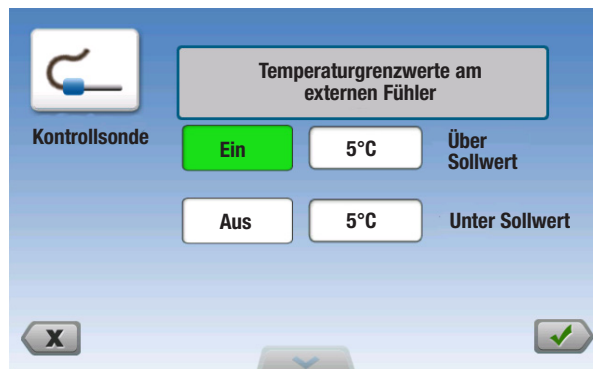 Temperaturgrenzwerte am
externen Fühler
Kontrollsonde
Ein
5°C
Über
Sollwert
Aus
5°C
Unter Sollwert
X